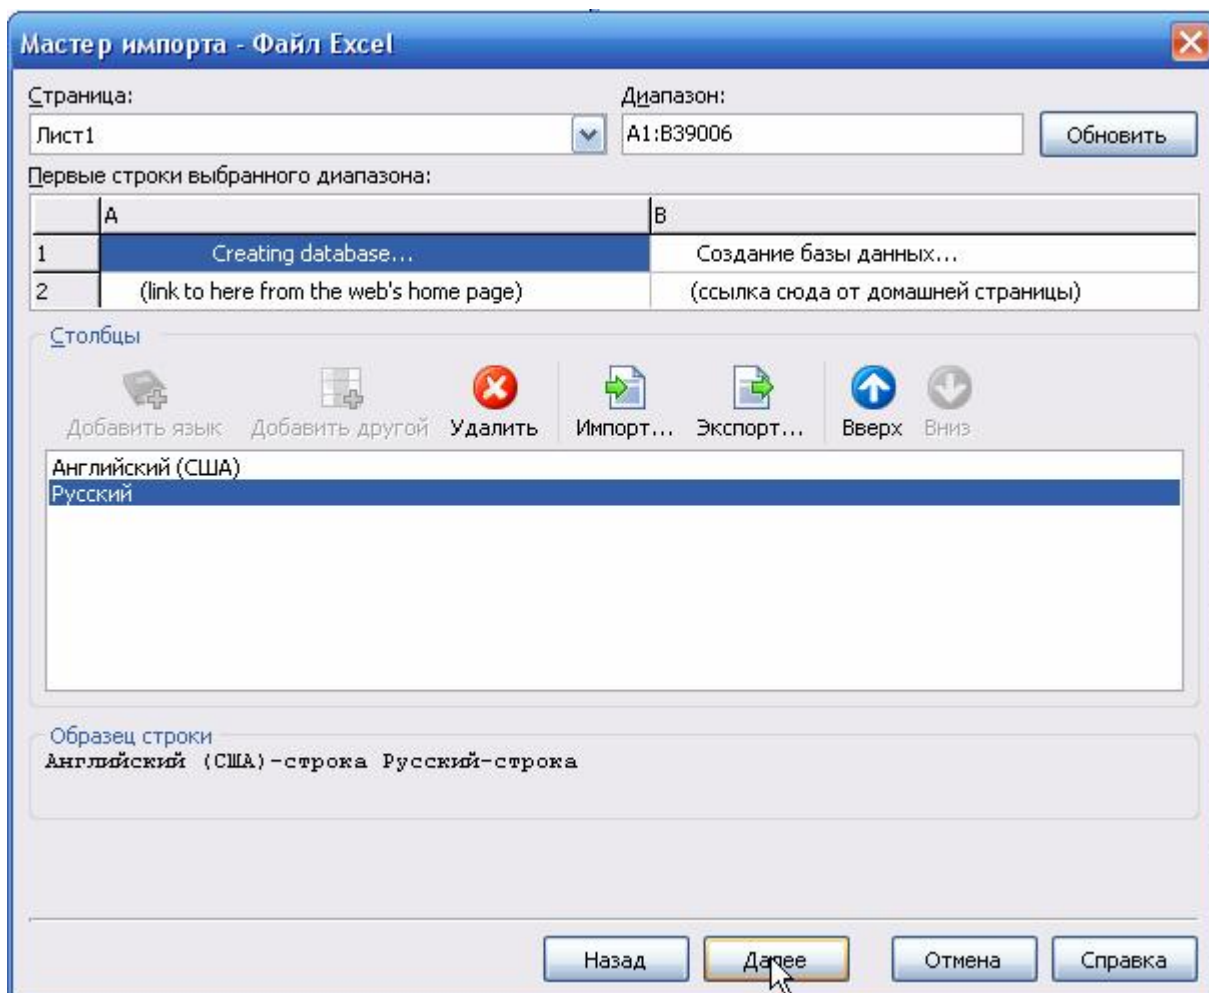 Мастер импорта - Файл Excel
Страница: Диапазон:
Лист1 A1:B39006 Обновить
Первые строки выбранного диапазона:
A B
1 Creating database... Создание базы данных...
2 (link to here from the web's home page) (ссылка сюда от домашней страницы)
Столбцы
Добавить язык Добавить другой Удалить Импорт... Экспорт... Вверх Вниз
Английский (США)
Русский
Образец строки
Английский (США)-строка Русский-строка
Назад Далее Отмена Справка